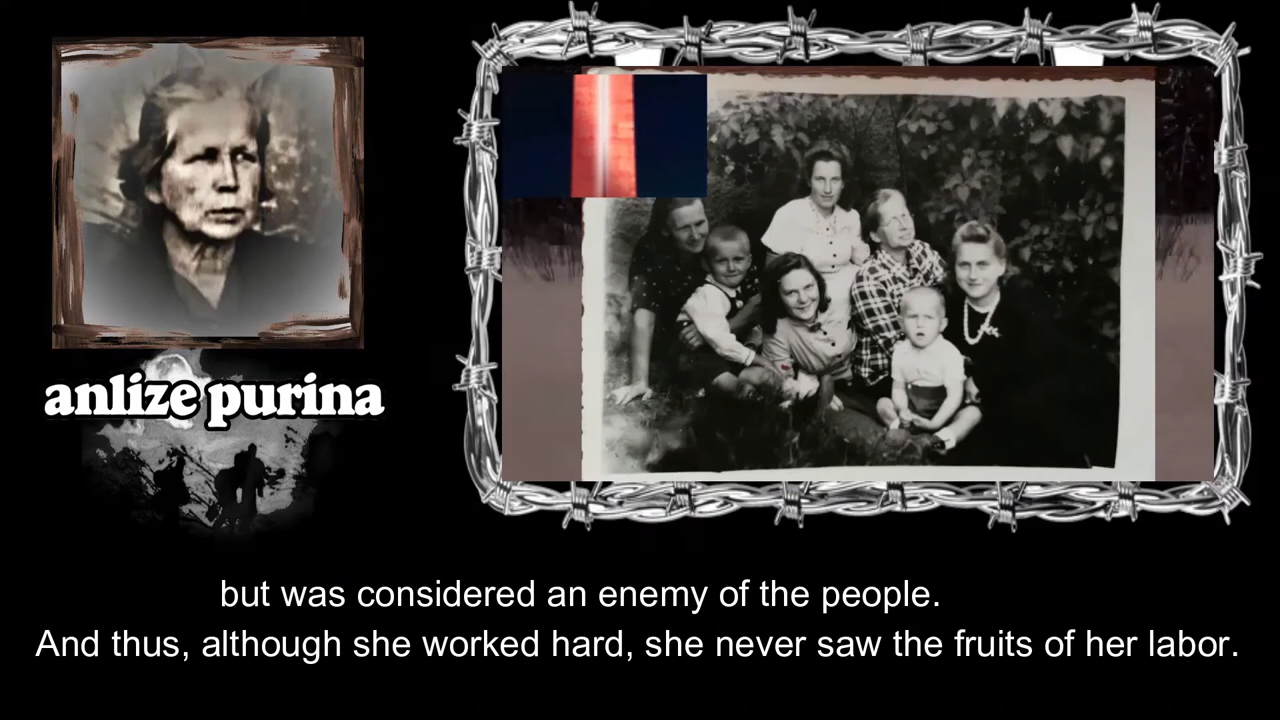 anlize purina
but was considered an enemy of the people.
And thus, although she worked hard, she never saw the fruits of her labor.